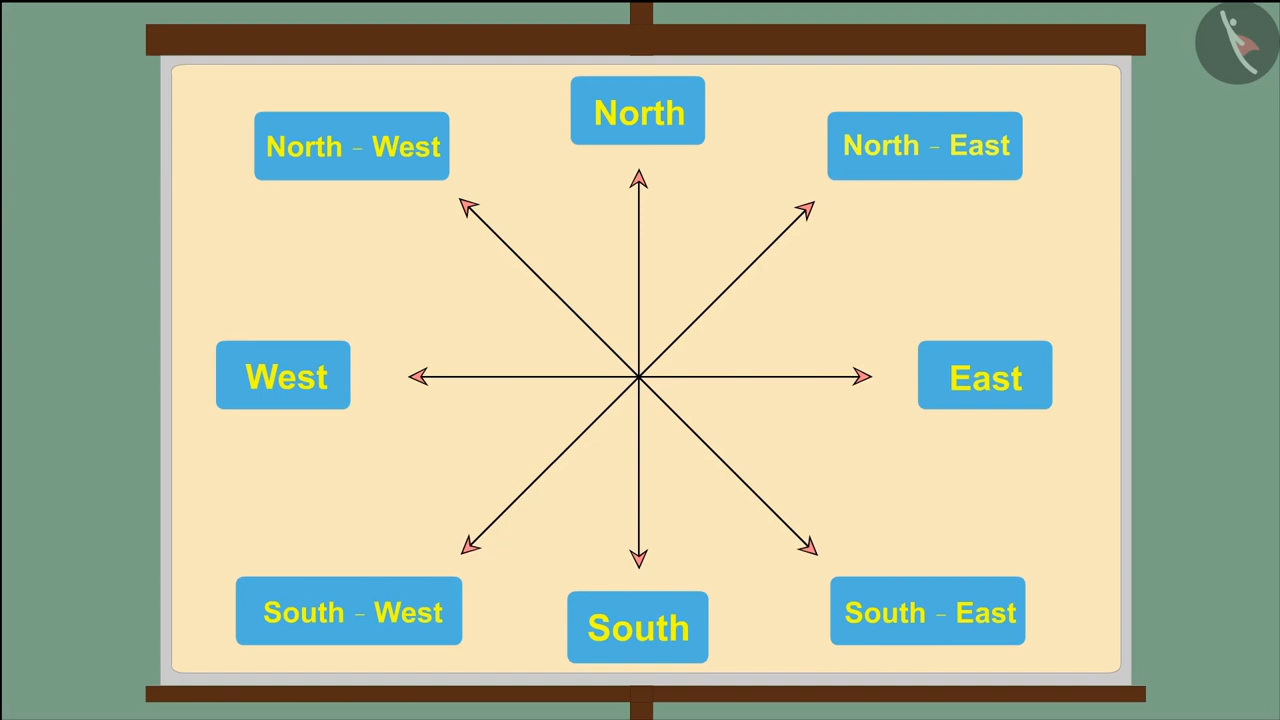 North
North - West
North - East
West
East
South - West
South
South - East